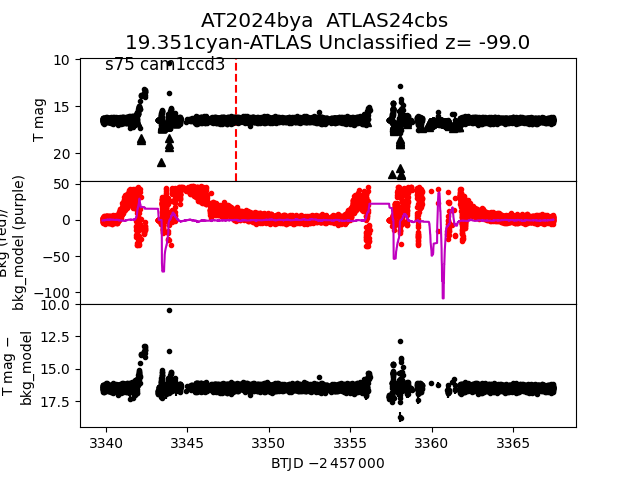 AT2024bya ATLAS24cbs
19.351cyan-ATLAS Unclassified z= -99.0
s75 cam1ccd3
10
15
20
T mag
50
0
−50
−100
Bkg (red)/
bkg_model (purple)
10.0
12.5
15.0
17.5
T mag −
bkg_model
3340 3345 3350 3355 3360 3365
BTJD −2 457 000